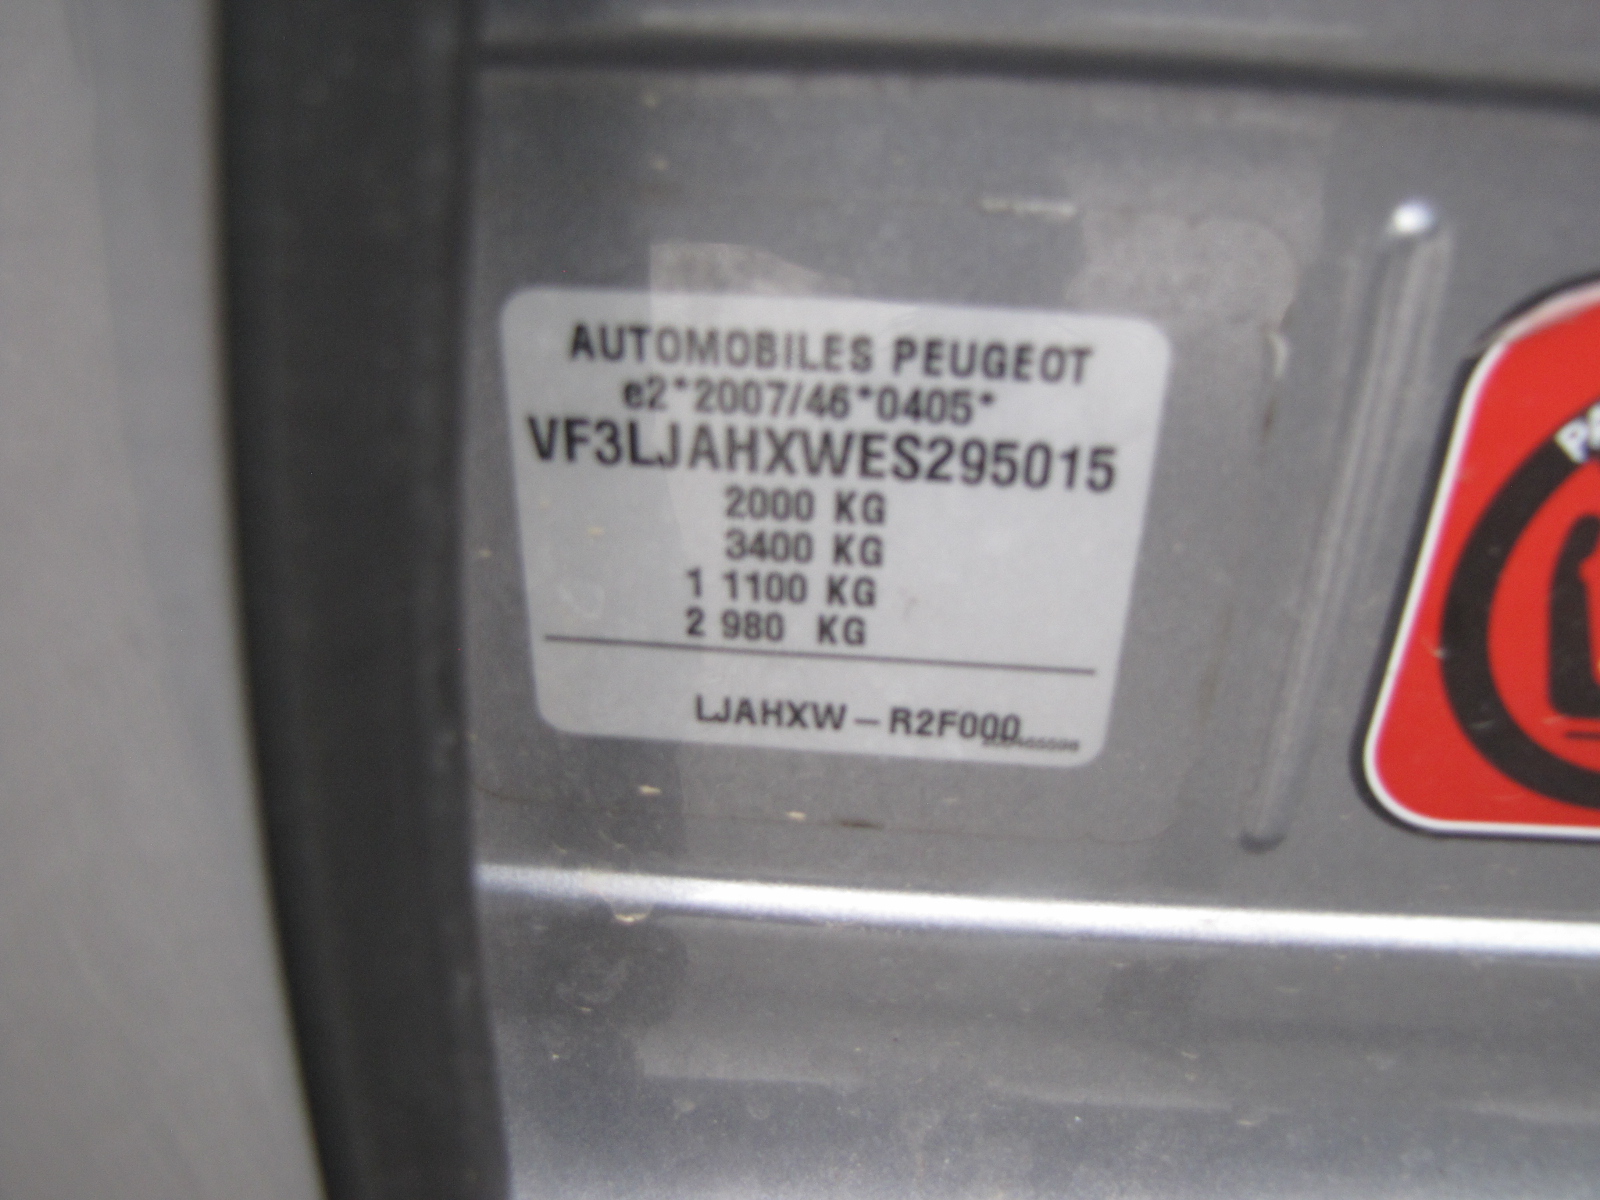 AUTOMOBILES PEUGEOT
e2*2007/46*0405*
VF3LJAHXWES295015
2000 KG
3400 KG
1 1100 KG
2 980 KG
LJAHXW – R2F000